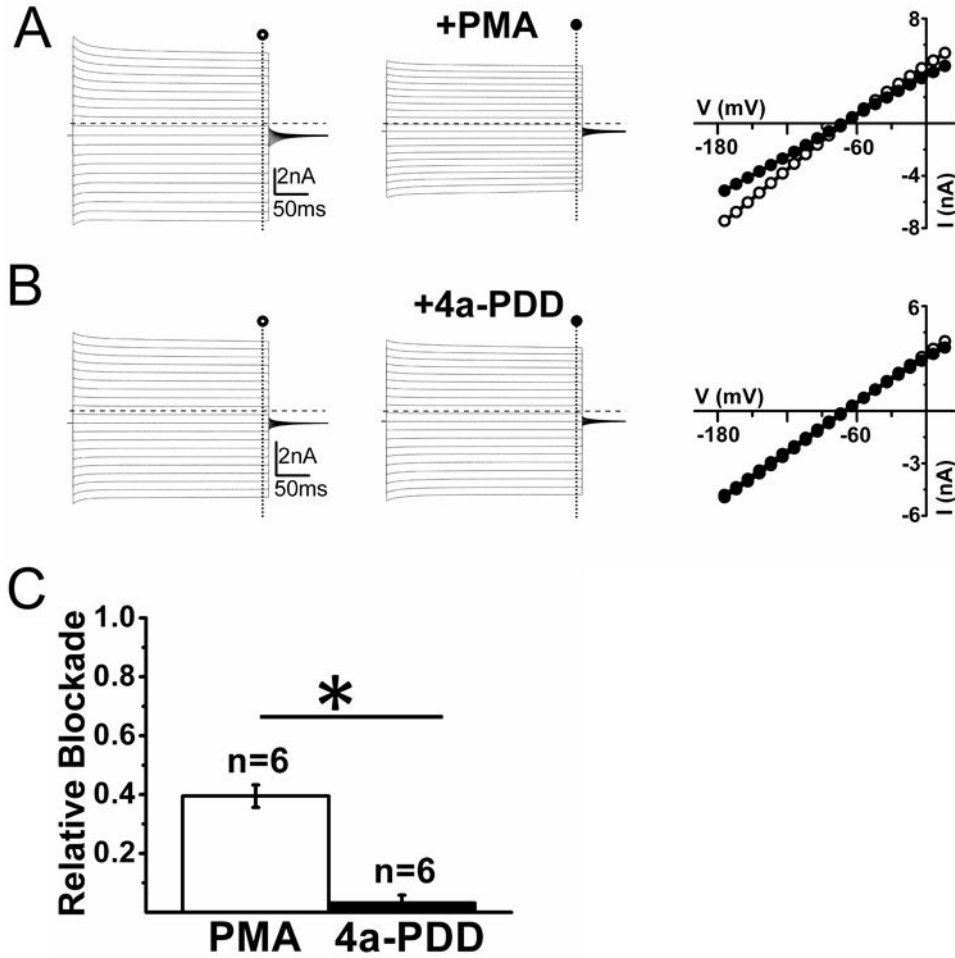 A
+PMA
2nA
50ms
V (mV)
-180
-60
4
-4
-8
I (nA)
B
+4a-PDD
2nA
50ms
V (mV)
-180
-60
6
-3
-6
I (nA)
C
Relative Blockade
1.0
0.8
0.6
0.4
0.2
*
n=6
n=6
PMA
4a-PDD